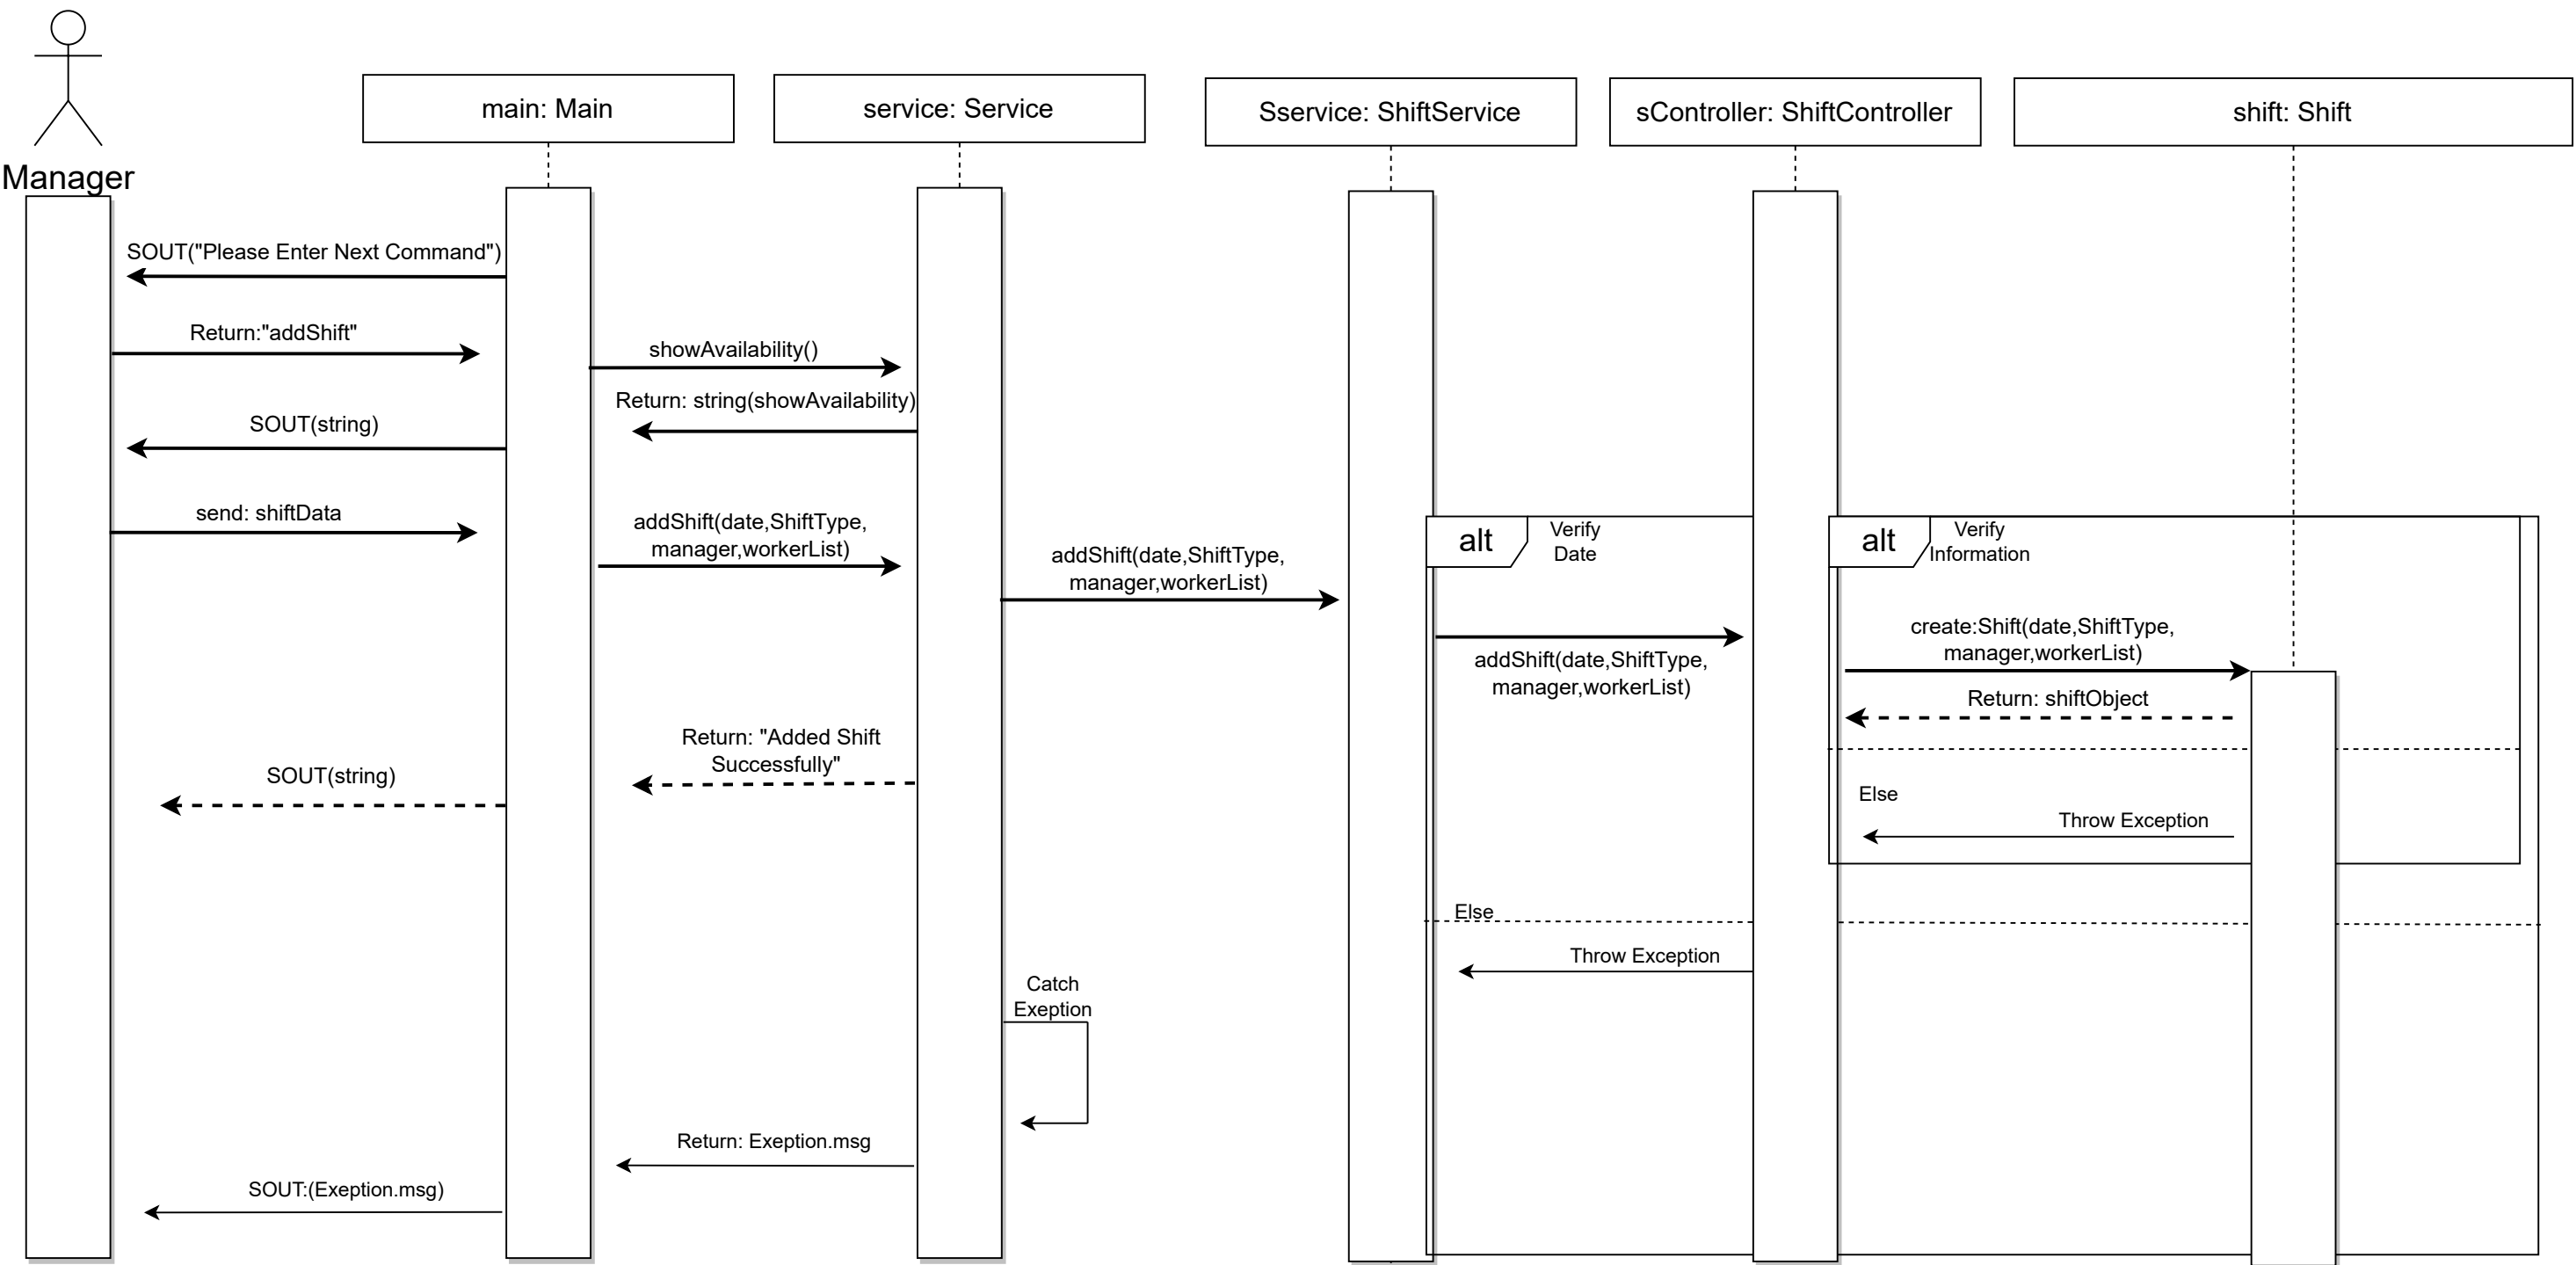 Manager
main: Main
service: Service
Sservice: ShiftService
sController: ShiftController
shift: Shift
SOUT("Please Enter Next Command")
Return:"addShift"
showAvailability()
Return: string(showAvailability)
SOUT(string)
send: shiftData
addShift(date,ShiftType,
manager,workerList)
addShift(date,ShiftType,
manager,workerList)
alt
Verify
Date
alt
Verify
Information
addShift(date,ShiftType,
manager,workerList)
create:Shift(date,ShiftType,
manager,workerList)
Return: shiftObject
Return: "Added Shift
Successfully"
SOUT(string)
Else
Throw Exception
Else
Throw Exception
Catch
Exeption
Return: Exeption.msg
SOUT:(Exeption.msg)